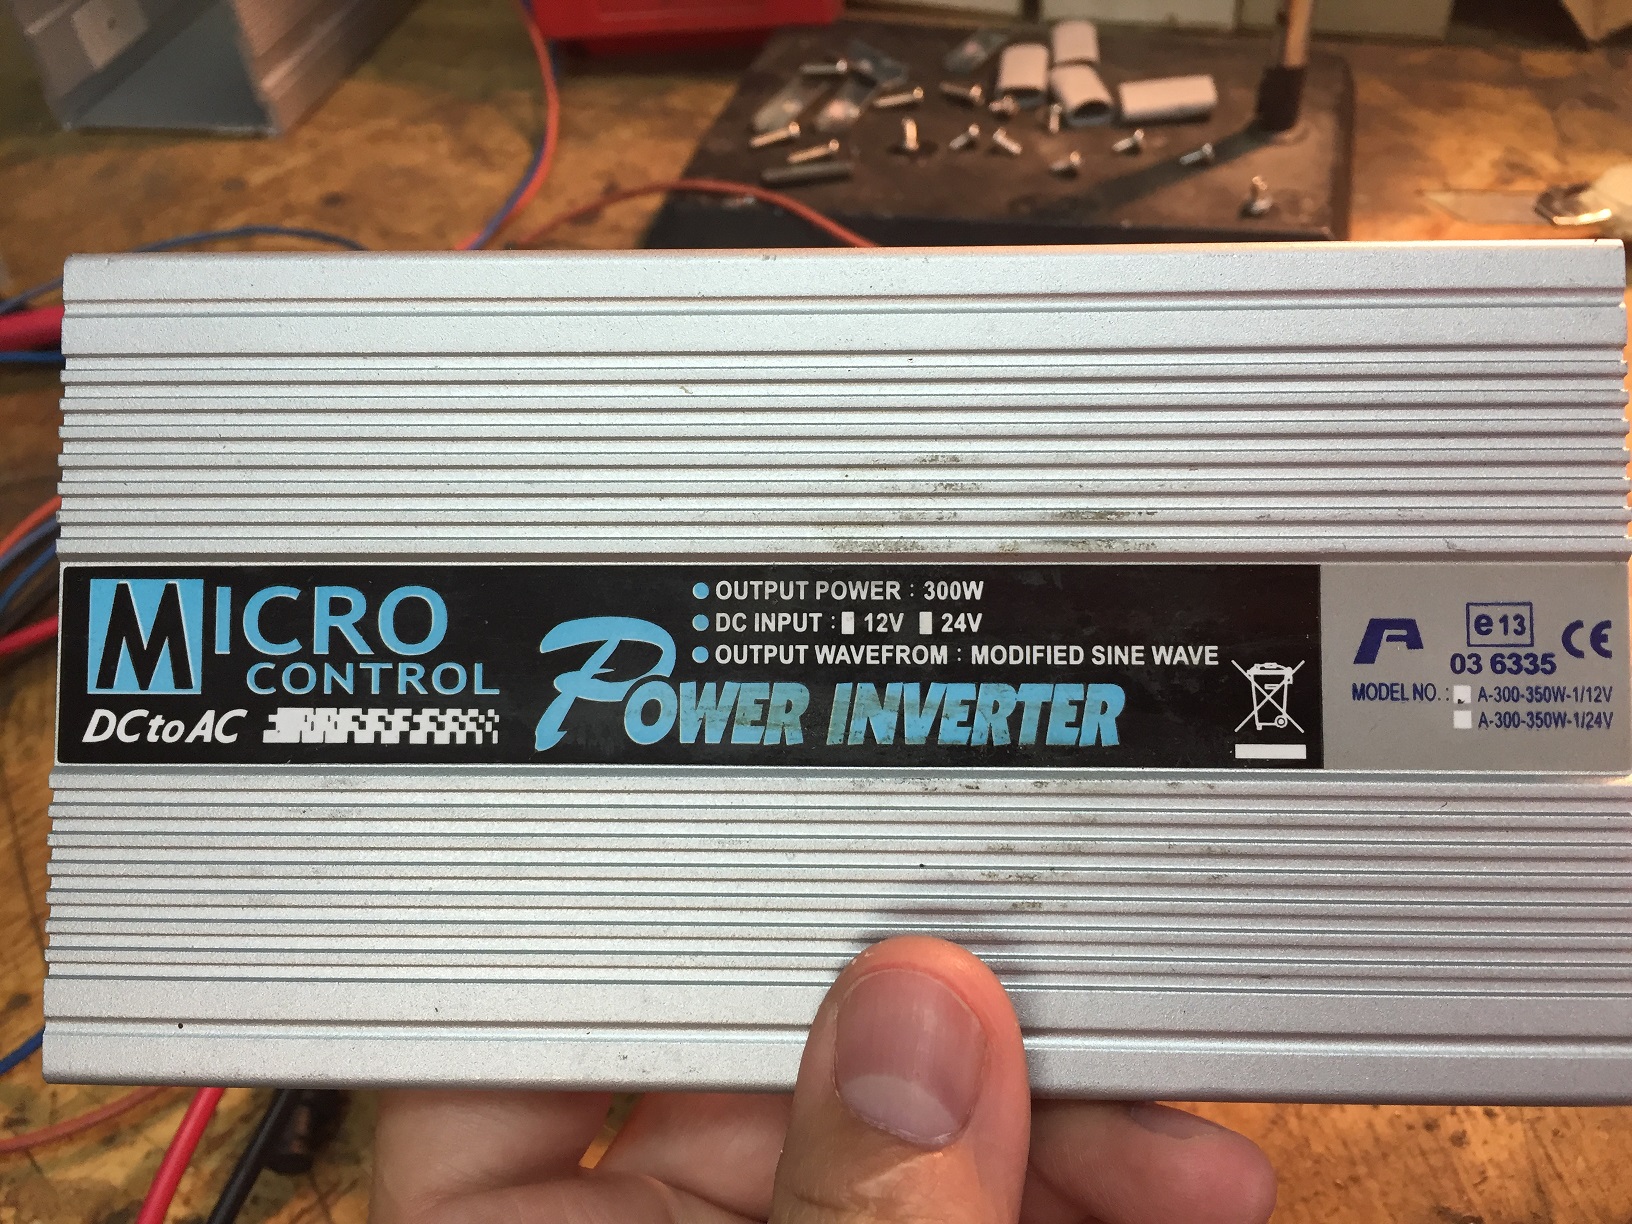 MICRO
CONTROL
DC to AC
POWER INVERTER
OUTPUT POWER : 300W
DC INPUT : 12V 24V
OUTPUT WAVEFROM : MODIFIED SINE WAVE
A
e13
CE
03 6335
MODEL NO. : A-300-350W-1/12V
A-300-350W-1/24V